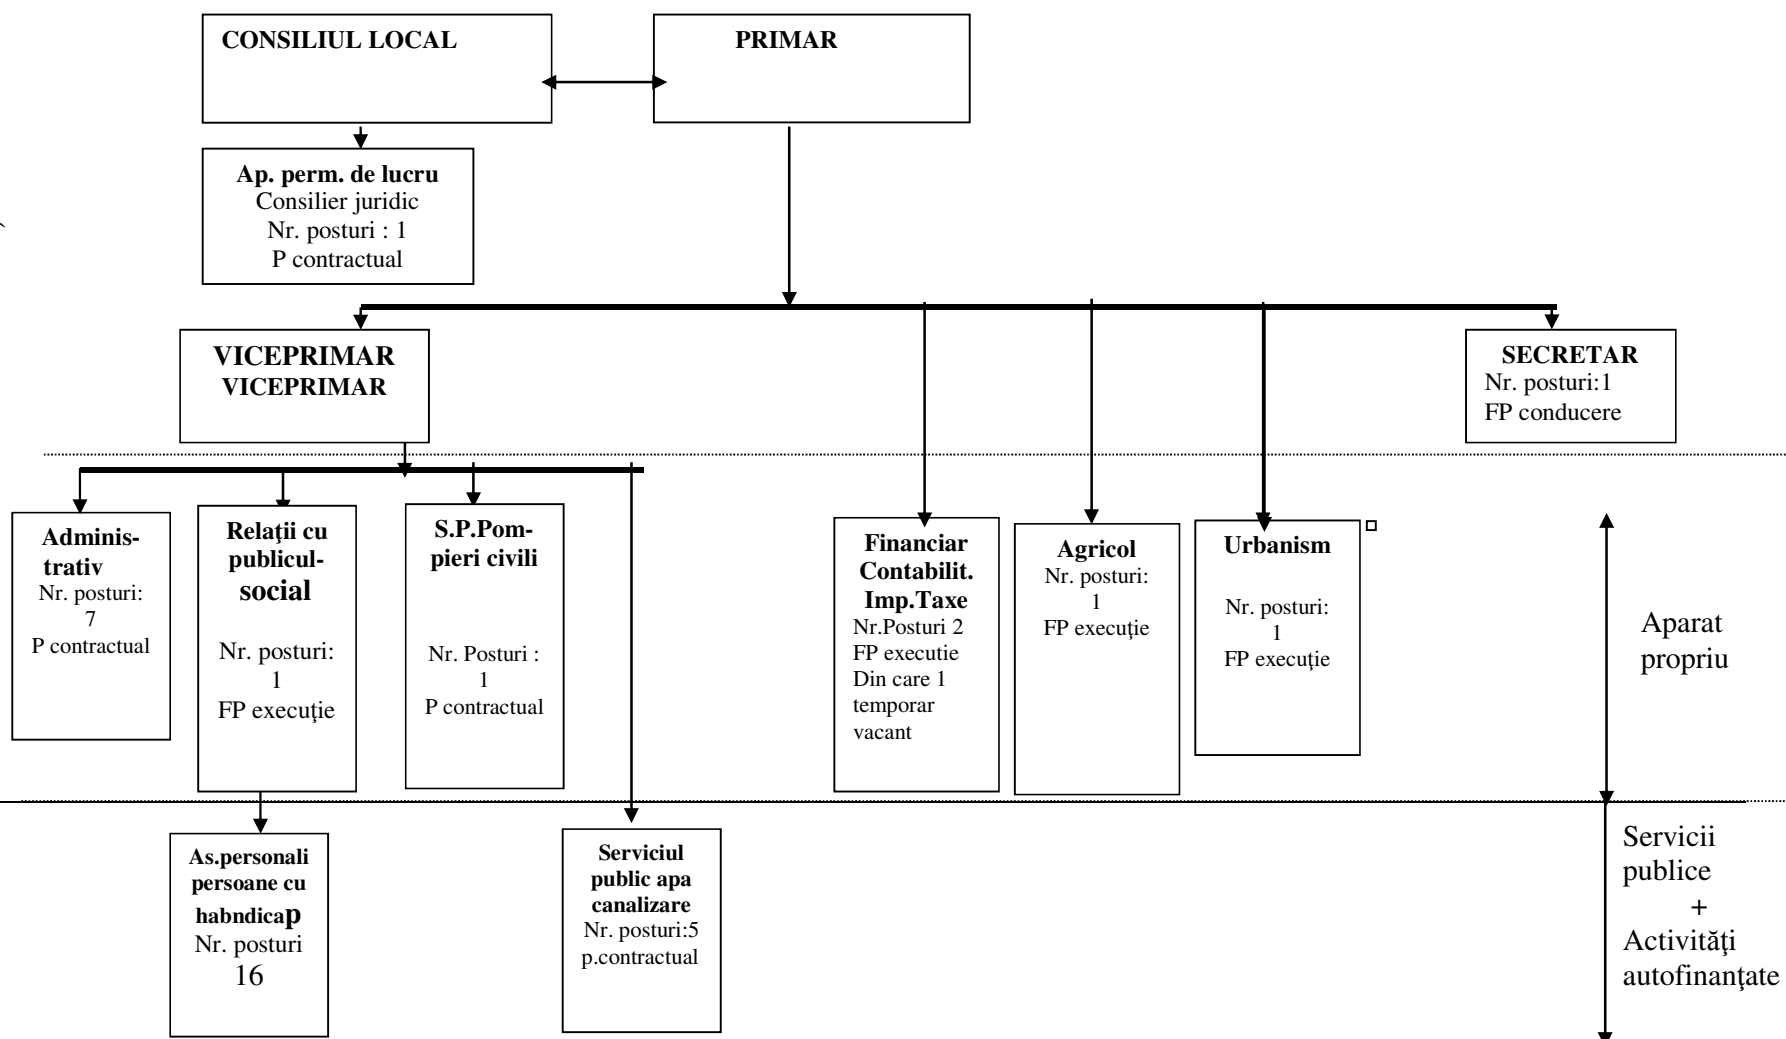 CONSILIUL LOCAL
PRIMAR
Ap. perm. de lucru
Consilier juridic
Nr. posturi : 1
P contractual
`
VICEPRIMAR
VICEPRIMAR
SECRETAR
Nr. posturi:1
FP conducere
Adminis-
trativ
Nr. posturi:
7
P contractual
Relaţii cu
publicul-
social
Nr. posturi:
1
FP execuţie
S.P.Pom-
pieri civili
Nr. Posturi :
1
P contractual
Financiar
Contabilit.
Imp.Taxe
Nr.Posturi 2
FP executie
Din care 1
temporar
vacant
Agricol
Nr. posturi:
1
FP execuţie
Urbanism
Nr. posturi:
1
FP execuţie
Aparat
propriu
As.personali
persoane cu
habndicap
Nr. posturi
16
Serviciul
public apa
canalizare
Nr. posturi:5
p.contractual
Servicii
publice
+
Activităţi
autofinanţate